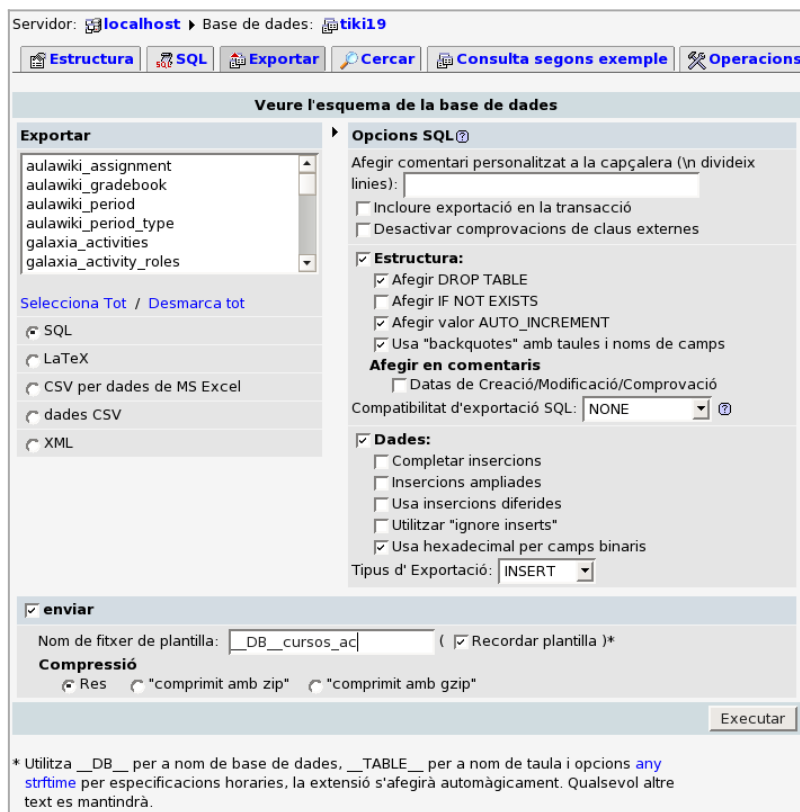 Servidor: localhost ▸ Base de dades: tiki19
Estructura SQL Exportar Cercar Consulta segons exemple Operacions
Veure l'esquema de la base de dades
Exportar
aulawiki_assignment
aulawiki_gradebook
aulawiki_period
aulawiki_period_type
galaxia_activities
galaxia_activity_roles
Selecciona Tot / Desmarca tot
SQL
LaTeX
CSV per dades de MS Excel
dades CSV
XML
Opcions SQL
Afegir comentari personalitzat a la capçalera (\n divideix
linies):
Incloure exportació en la transacció
Desactivar comprovacions de claus externes
Estructura:
Afegir DROP TABLE
Afegir IF NOT EXISTS
Afegir valor AUTO_INCREMENT
Usa "backquotes" amb taules i noms de camps
Afegir en comentaris
Datas de Creació/Modificació/Comprovació
Compatibilitat d'exportació SQL: NONE
Dades:
Completar insercions
Insercions ampliades
Usa insercions diferides
Utilitzar "ignore inserts"
Usa hexadecimal per camps binaris
Tipus d' Exportació: INSERT
enviar
Nom de fitxer de plantilla: __DB__cursos_ac ( Recordar plantilla )*
Compressió
Res "comprimit amb zip" "comprimit amb gzip"
Executar
* Utilitza __DB__ per a nom de base de dades, __TABLE__ per a nom de taula i opcions any
strftime per especificacions horaries, la extensió s'afegirà automàgicament. Qualsevol altre
text es mantindrà.